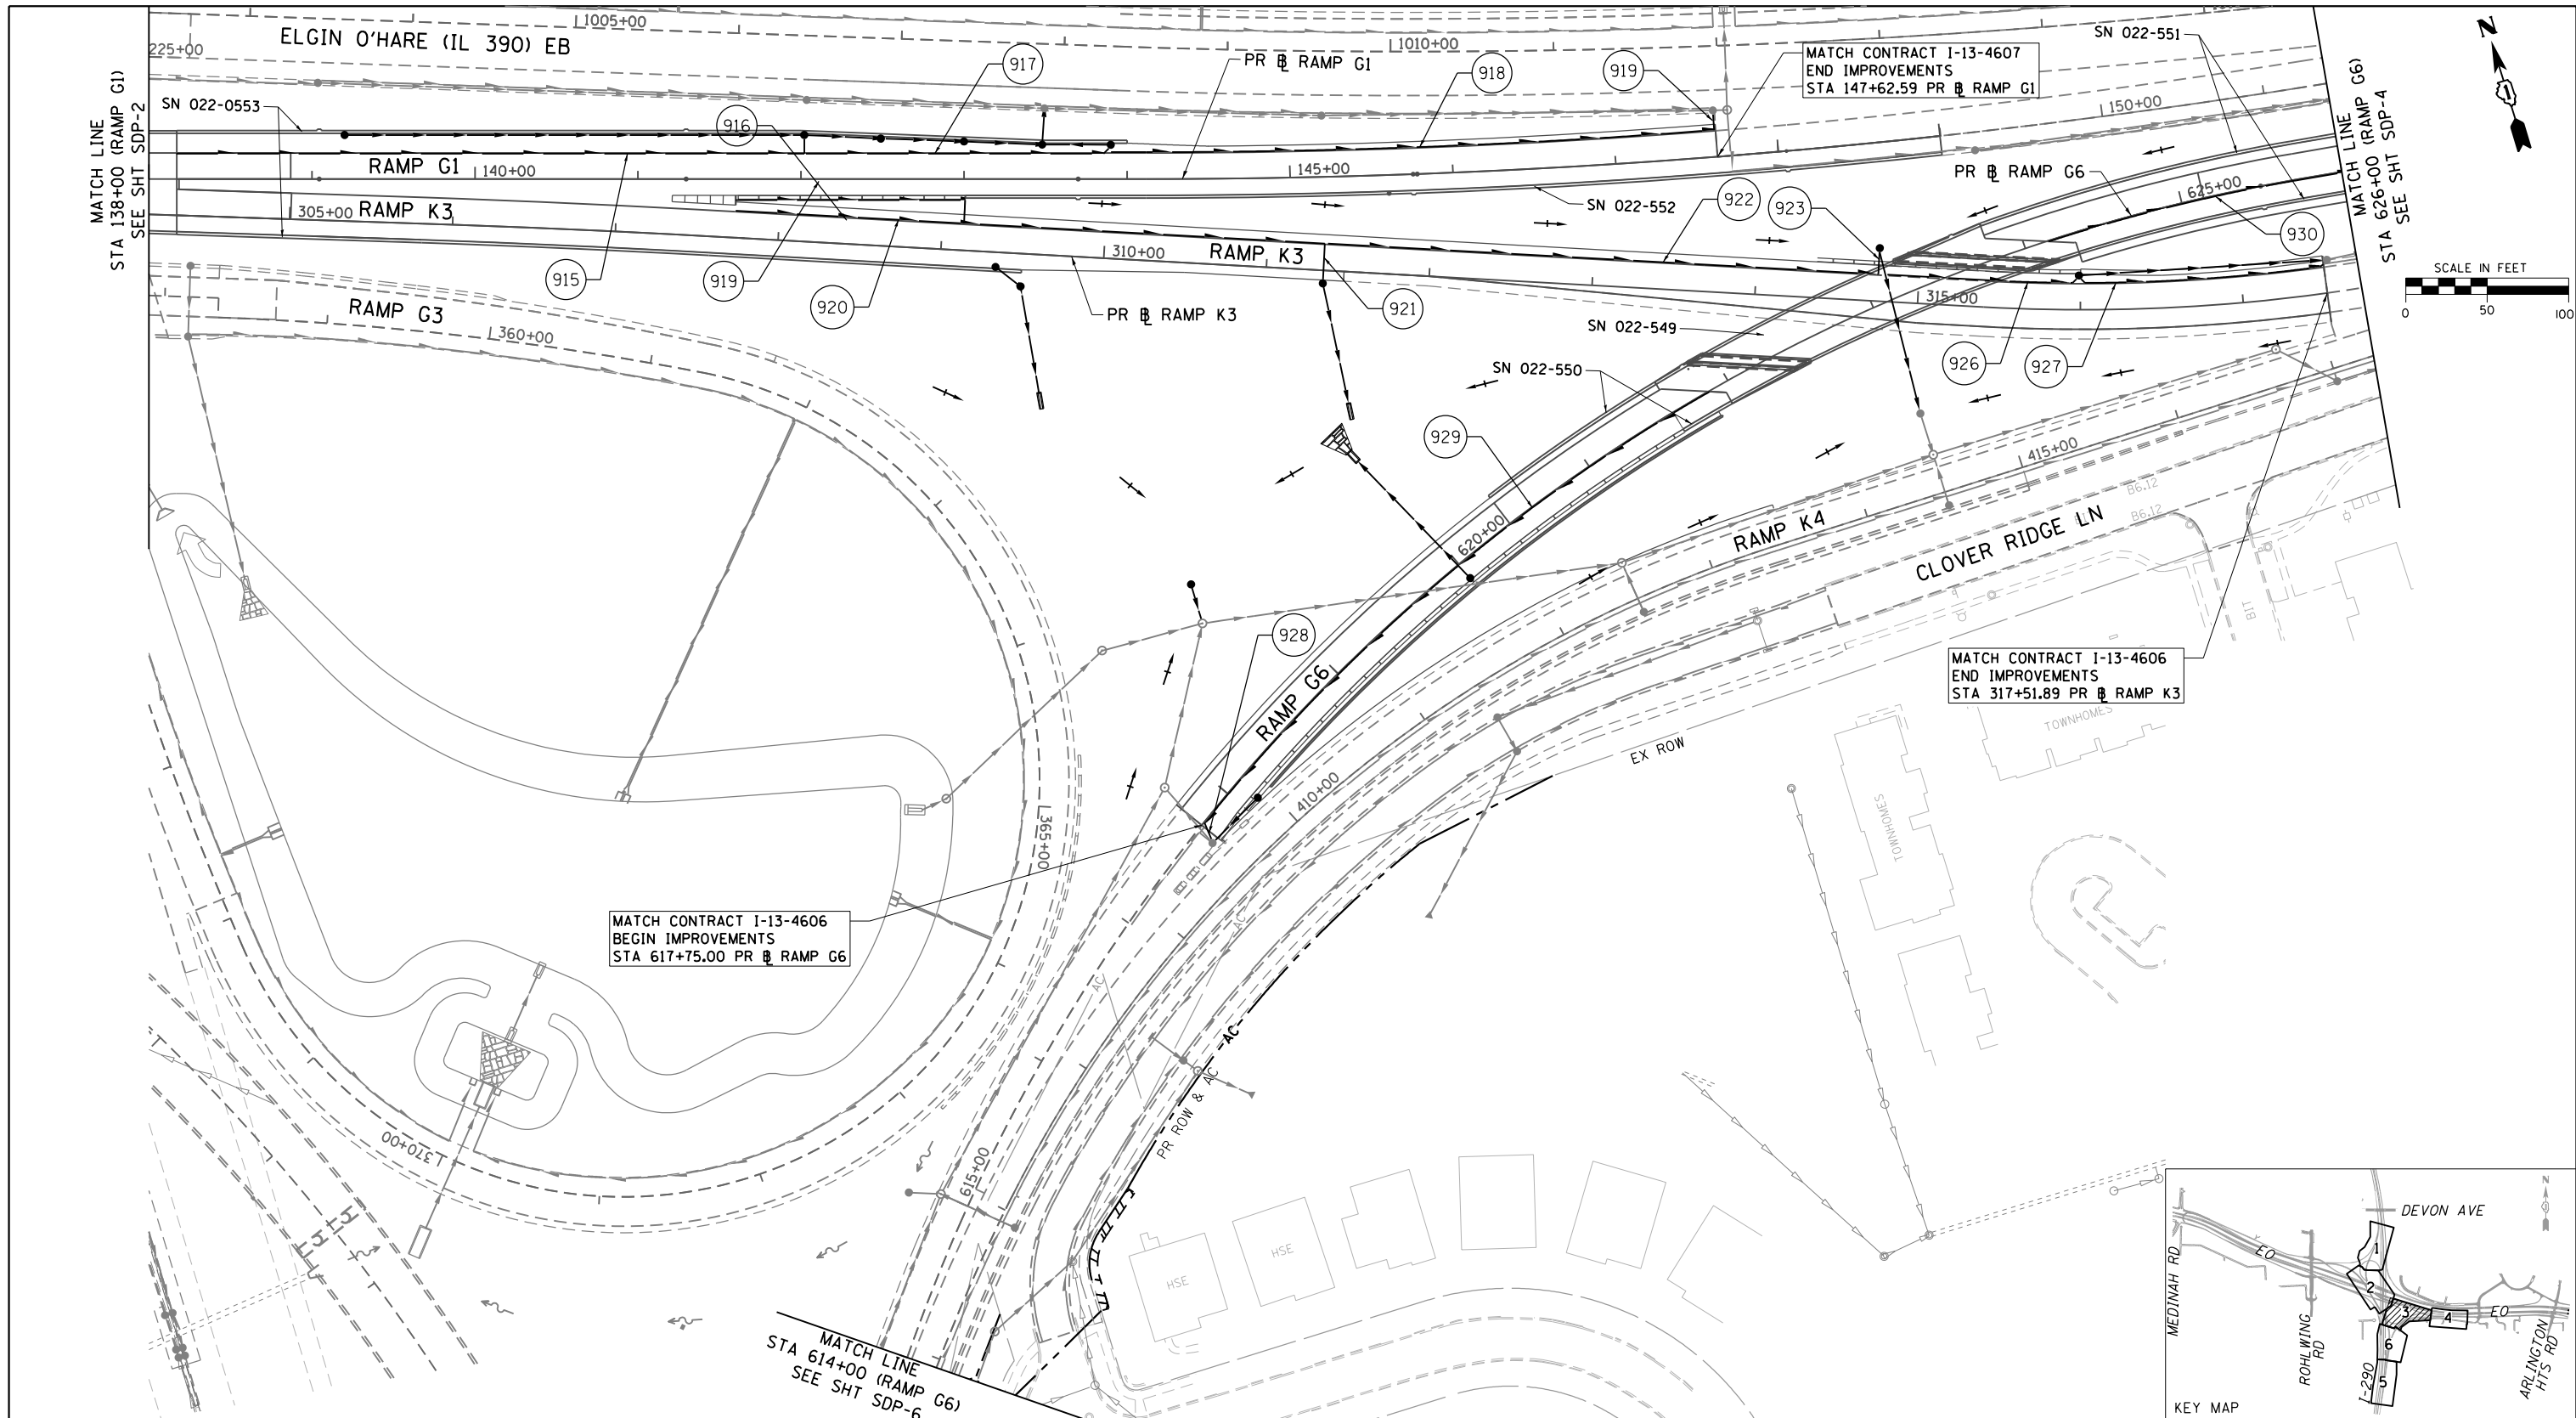 ELGIN O'HARE (IL 390) EB
225+00
1005+00
1010+00
917
PR ℄ RAMP G1
918
919
MATCH CONTRACT I-13-4607
END IMPROVEMENTS
STA 147+62.59 PR ℄ RAMP G1
SN 022-551
N
MATCH LINE
STA 138+00 (RAMP G1)
SEE SHT SDP-2
SN 022-0553
916
150+00
MATCH LINE
STA 626+00 (RAMP G6)
SEE SHT SDP-4
RAMP G1
140+00
145+00
PR ℄ RAMP G6
625+00
305+00
RAMP K3
SN 022-552
922
923
930
915
919
920
310+00
RAMP K3
921
PR ℄ RAMP K3
315+00
SCALE IN FEET
0
50
100
RAMP G3
360+00
SN 022-549
926
927
SN 022-550
929
415+00
620+00
RAMP K4
CLOVER RIDGE LN
B6.12
B6.12
BIT
928
RAMP G6
MATCH CONTRACT I-13-4606
END IMPROVEMENTS
STA 317+51.89 PR ℄ RAMP K3
TOWNHOMES
EX ROW
410+00
365+00
TOWNHOMES
MATCH CONTRACT I-13-4606
BEGIN IMPROVEMENTS
STA 617+75.00 PR ℄ RAMP G6
AC
AC
AC
PR ROW & AC
370+00
615+00
HSE
HSE
MATCH LINE
STA 614+00 (RAMP G6)
SEE SHT SDP-6
N
DEVON AVE
MEDINAH RD
EO
ROHLWING
RD
1
2
3
4
EO
6
5
I-290
ARLINGTON
HTS RD
KEY MAP